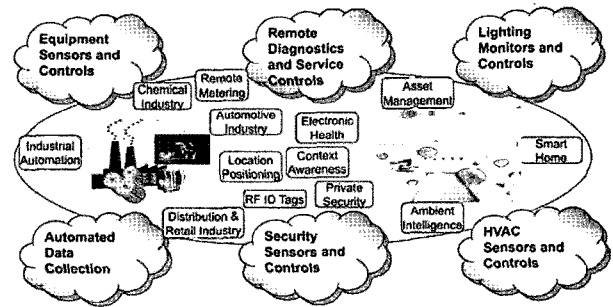 Equipment
Sensors and
Controls
Remote
Diagnostics
and Service
Controls
Lighting
Monitors and
Controls
Chemical
Industry
Remote
Metering
Asset
Management
Automotive
Industry
Electronic
Health
Industrial
Automation
Location
Positioning
Context
Awareness
Smart
Home
RF ID Tags
Private
Security
Distribution &
Retail Industry
Ambient
Intelligence
Automated
Data
Collection
Security
Sensors and
Controls
HVAC
Sensors and
Controls